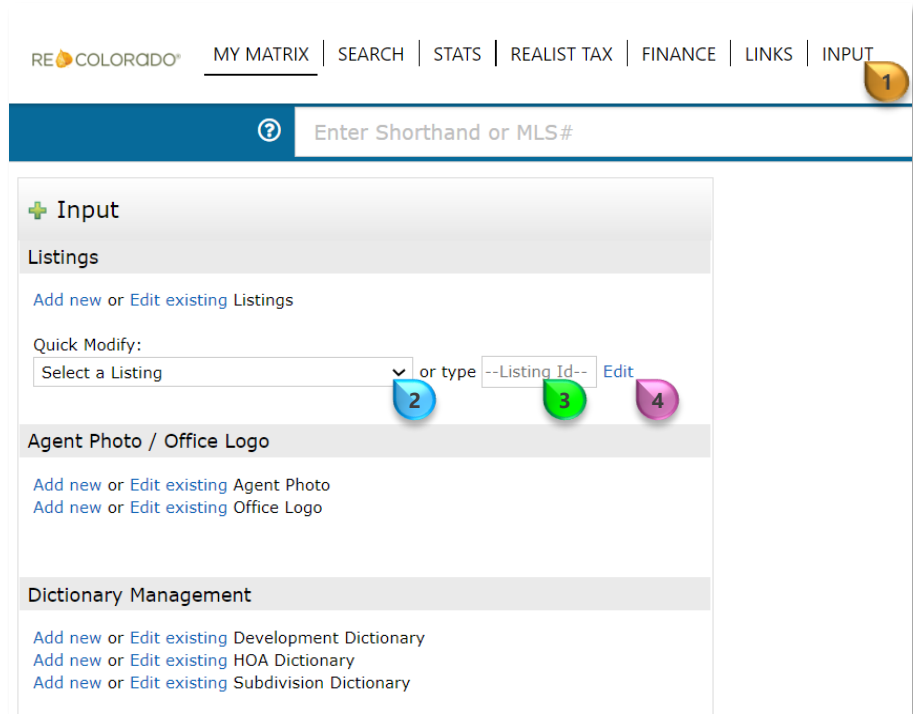 RECOLORADO® MY MATRIX SEARCH STATS REALIST TAX FINANCE LINKS INPUT
1
? Enter Shorthand or MLS#
Input
Listings
Add new or Edit existing Listings
Quick Modify:
Select a Listing or type --Listing Id-- Edit
2 3 4
Agent Photo / Office Logo
Add new or Edit existing Agent Photo
Add new or Edit existing Office Logo
Dictionary Management
Add new or Edit existing Development Dictionary
Add new or Edit existing HOA Dictionary
Add new or Edit existing Subdivision Dictionary